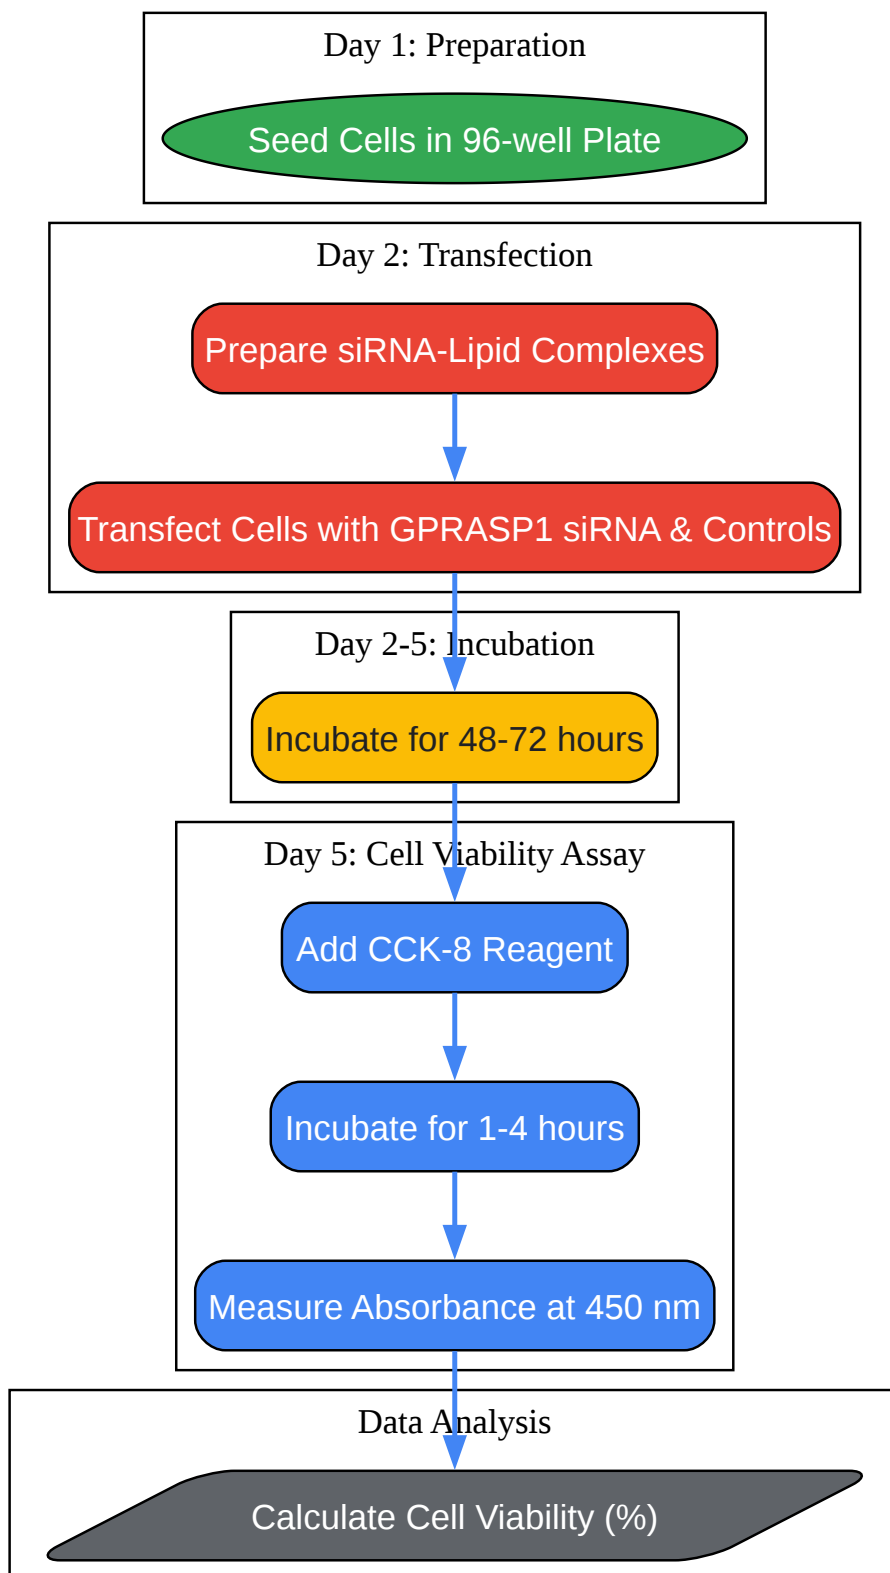 Day 1: Preparation
Seed Cells in 96-well Plate
Day 2: Transfection
Prepare siRNA-Lipid Complexes
Transfect Cells with GPRASP1 siRNA & Controls
Day 2-5: Incubation
Incubate for 48-72 hours
Day 5: Cell Viability Assay
Add CCK-8 Reagent
Incubate for 1-4 hours
Measure Absorbance at 450 nm
Data Analysis
Calculate Cell Viability (%)